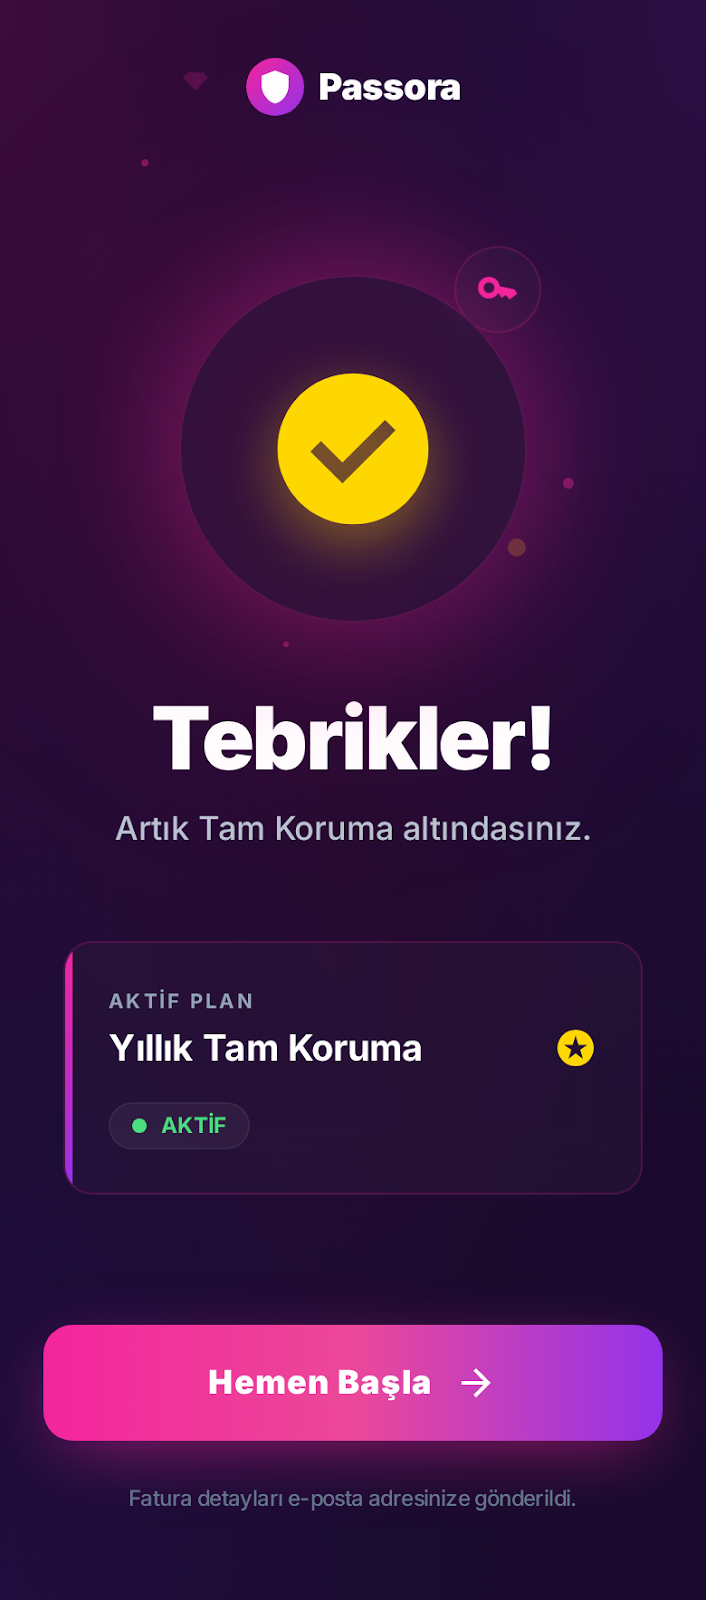 Passora
Tebrikler!
Artık Tam Koruma altındasınız.
AKTİF PLAN
Yıllık Tam Koruma
AKTİF
Hemen Başla
Fatura detayları e-posta adresinize gönderildi.